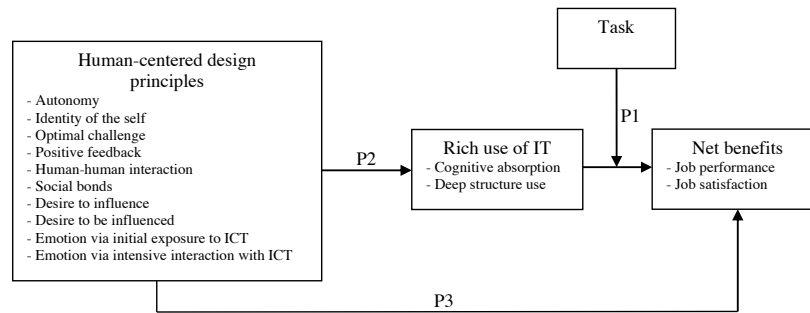 Human-centered design
principles
- Autonomy
- Identity of the self
- Optimal challenge
- Positive feedback
- Human-human interaction
- Social bonds
- Desire to influence
- Desire to be influenced
- Emotion via initial exposure to ICT
- Emotion via intensive interaction with ICT
P2
Rich use of IT
- Cognitive absorption
- Deep structure use
Task
P1
Net benefits
- Job performance
- Job satisfaction
P3